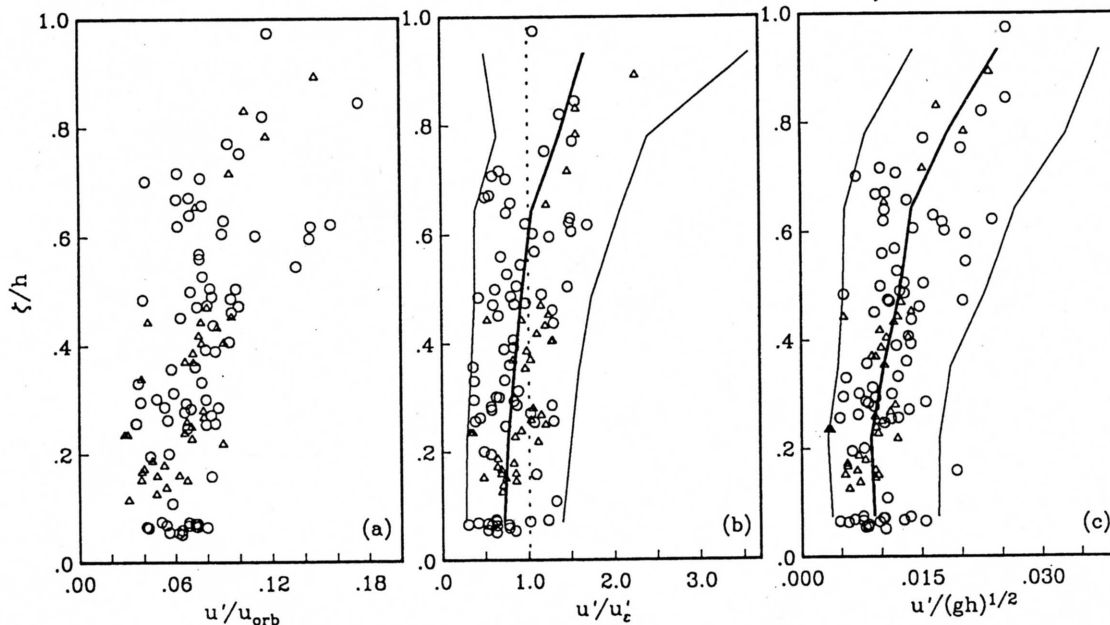 1.0 1.0 1.0
.8 .8 .8
ζ/h .6 .6 .6
.4 .4 .4
.2 .2 .2
(a) (b) (c)
.0 .0 .0
.06 .12 .18 .0 1.0 2.0 3.0 .000 .015 .030
u'/u_orb u'/u'_ζ u'/(gh)^1/2